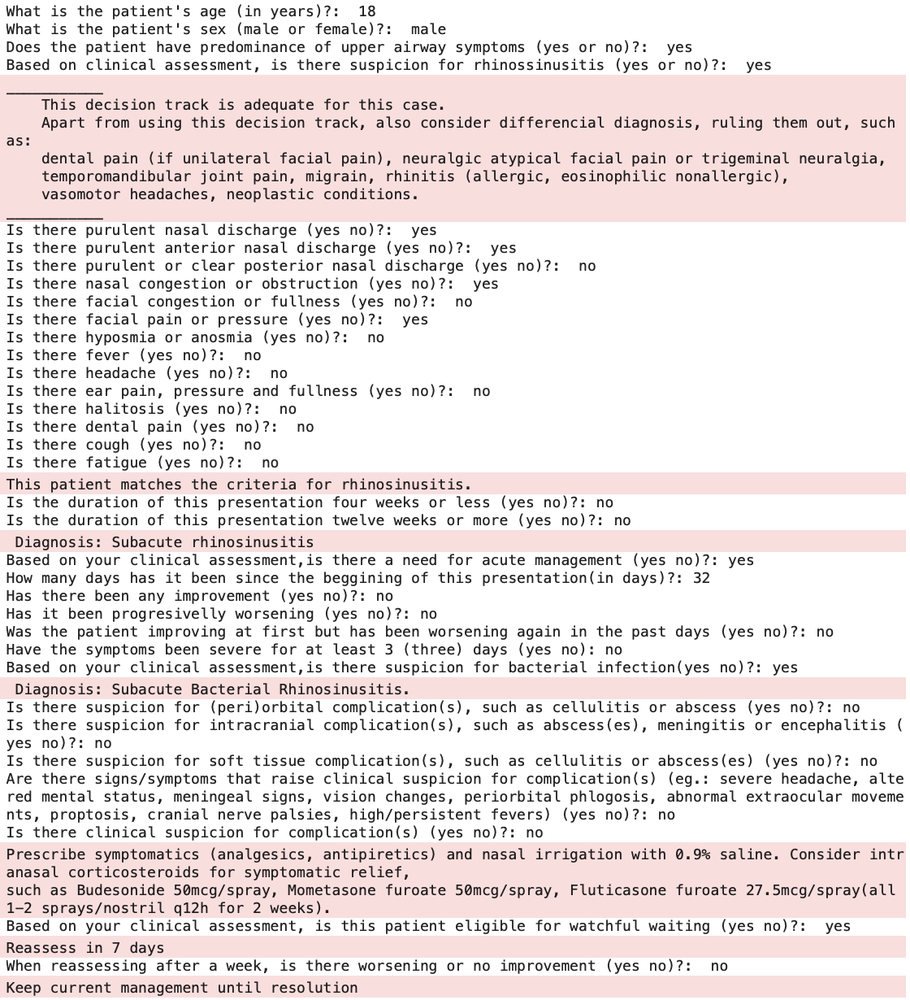 What is the patient's age (in years)?:  18
What is the patient's sex (male or female)?:  male
Does the patient have predominance of upper airway symptoms (yes or no)?:  yes
Based on clinical assessment, is there suspicion for rhinossinusitis (yes or no)?:  yes
___________
    This decision track is adequate for this case.
    Apart from using this decision track, also consider differencial diagnosis, ruling them out, such
as:
    dental pain (if unilateral facial pain), neuralgic atypical facial pain or trigeminal neuralgia,
    temporomandibular joint pain, migrain, rhinitis (allergic, eosinophilic nonallergic),
    vasomotor headaches, neoplastic conditions.
___________
Is there purulent nasal discharge (yes no)?:  yes
Is there purulent anterior nasal discharge (yes no)?:  yes
Is there purulent or clear posterior nasal discharge (yes no)?:  no
Is there nasal congestion or obstruction (yes no)?:  yes
Is there facial congestion or fullness (yes no)?:  no
Is there facial pain or pressure (yes no)?:  yes
Is there hyposmia or anosmia (yes no)?:  no
Is there fever (yes no)?:  no
Is there headache (yes no)?:  no
Is there ear pain, pressure and fullness (yes no)?:  no
Is there halitosis (yes no)?:  no
Is there dental pain (yes no)?:  no
Is there cough (yes no)?:  no
Is there fatigue (yes no)?:  no
This patient matches the criteria for rhinosinusitis.
Is the duration of this presentation four weeks or less (yes no)?: no
Is the duration of this presentation twelve weeks or more (yes no)?: no
 Diagnosis: Subacute rhinosinusitis
Based on your clinical assessment,is there a need for acute management (yes no)?: yes
How many days has it been since the beggining of this presentation(in days)?: 32
Has there been any improvement (yes no)?: no
Has it been progresivelly worsening (yes no)?: no
Was the patient improving at first but has been worsening again in the past days (yes no)?: no
Have the symptoms been severe for at least 3 (three) days (yes no): no
Based on your clinical assessment,is there suspicion for bacterial infection(yes no)?: yes
 Diagnosis: Subacute Bacterial Rhinosinusitis.
Is there suspicion for (peri)orbital complication(s), such as cellulitis or abscess (yes no)?: no
Is there suspicion for intracranial complication(s), such as abscess(es), meningitis or encephalitis (
yes no)?: no
Is there suspicion for soft tissue complication(s), such as cellulitis or abscess(es) (yes no)?: no
Are there signs/symptoms that raise clinical suspicion for complication(s) (eg.: severe headache, alte
red mental status, meningeal signs, vision changes, periorbital phlogosis, abnormal extraocular moveme
nts, proptosis, cranial nerve palsies, high/persistent fevers) (yes no)?: no
Is there clinical suspicion for complication(s) (yes no)?: no
Prescribe symptomatics (analgesics, antipiretics) and nasal irrigation with 0.9% saline. Consider intr
anasal corticosteroids for symptomatic relief,
such as Budesonide 50mcg/spray, Mometasone furoate 50mcg/spray, Fluticasone furoate 27.5mcg/spray(all
1–2 sprays/nostril q12h for 2 weeks).
Based on your clinical assessment, is this patient eligible for watchful waiting (yes no)?:  yes
Reassess in 7 days
When reassessing after a week, is there worsening or no improvement (yes no)?:  no
Keep current management until resolution